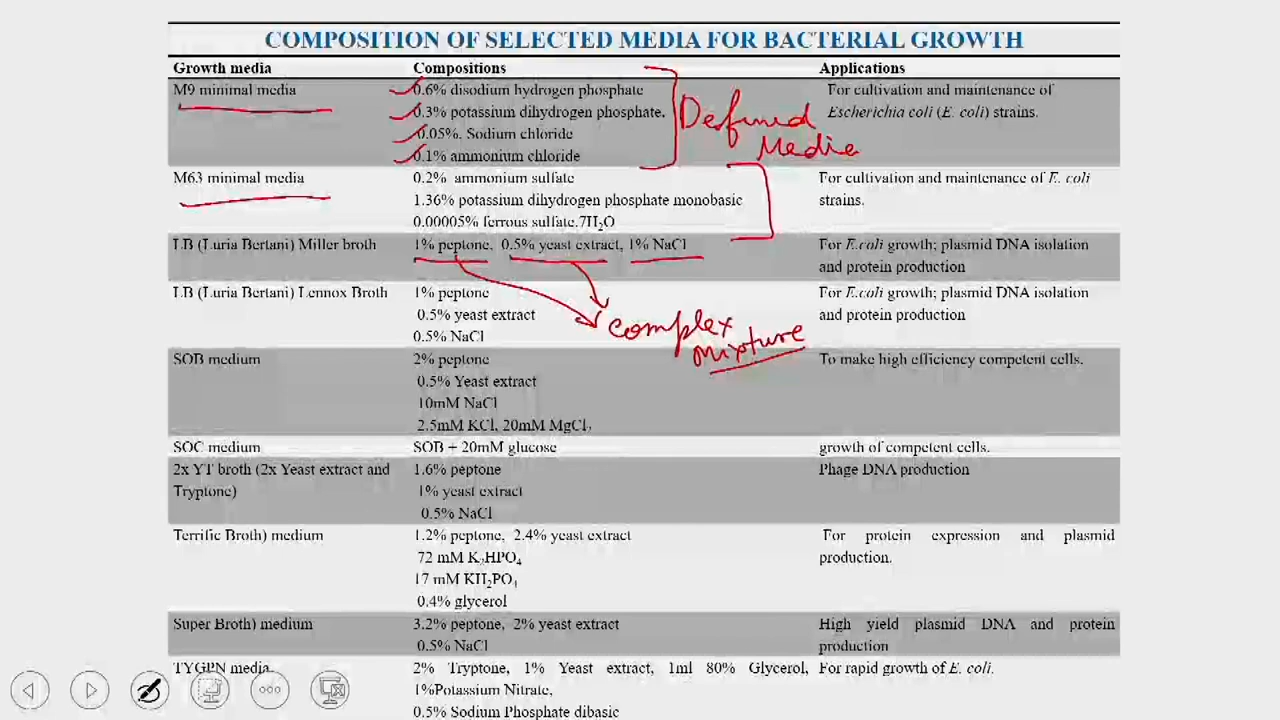 COMPOSITION OF SELECTED MEDIA FOR BACTERIAL GROWTH
Growth media Compositions Applications
M9 minimal media 0.6% disodium hydrogen phosphate For cultivation and maintenance of
0.3% potassium dihydrogen phosphate. Escherichia coli (E. coli) strains.
0.05%. Sodium chloride
0.1% ammonium chloride
Defined
Media
M63 minimal media 0.2% ammonium sulfate For cultivation and maintenance of E. coli
1.36% potassium dihydrogen phosphate monobasic strains.
0.00005% ferrous sulfate.7H₂O
LB (Luria Bertani) Miller broth 1% peptone, 0.5% yeast extract, 1% NaCl For E.coli growth; plasmid DNA isolation
and protein production
LB (Luria Bertani) Lennox Broth 1% peptone For E.coli growth; plasmid DNA isolation
0.5% yeast extract and protein production
0.5% NaCl
complex
mixture
SOB medium 2% peptone To make high efficiency competent cells.
0.5% Yeast extract
10mM NaCl
2.5mM KCl, 20mM MgCl₂
SOC medium SOB + 20mM glucose growth of competent cells.
2x YT broth (2x Yeast extract and 1.6% peptone Phage DNA production
Tryptone) 1% yeast extract
0.5% NaCl
Terrific Broth) medium 1.2% peptone, 2.4% yeast extract For protein expression and plasmid
72 mM K₂HPO₄ production.
17 mM KH₂PO₄
0.4% glycerol
Super Broth) medium 3.2% peptone, 2% yeast extract High yield plasmid DNA and protein
0.5% NaCl production
TYGPN media 2% Tryptone, 1% Yeast extract, 1ml 80% Glycerol, For rapid growth of E. coli.
1%Potassium Nitrate,
0.5% Sodium Phosphate dibasic